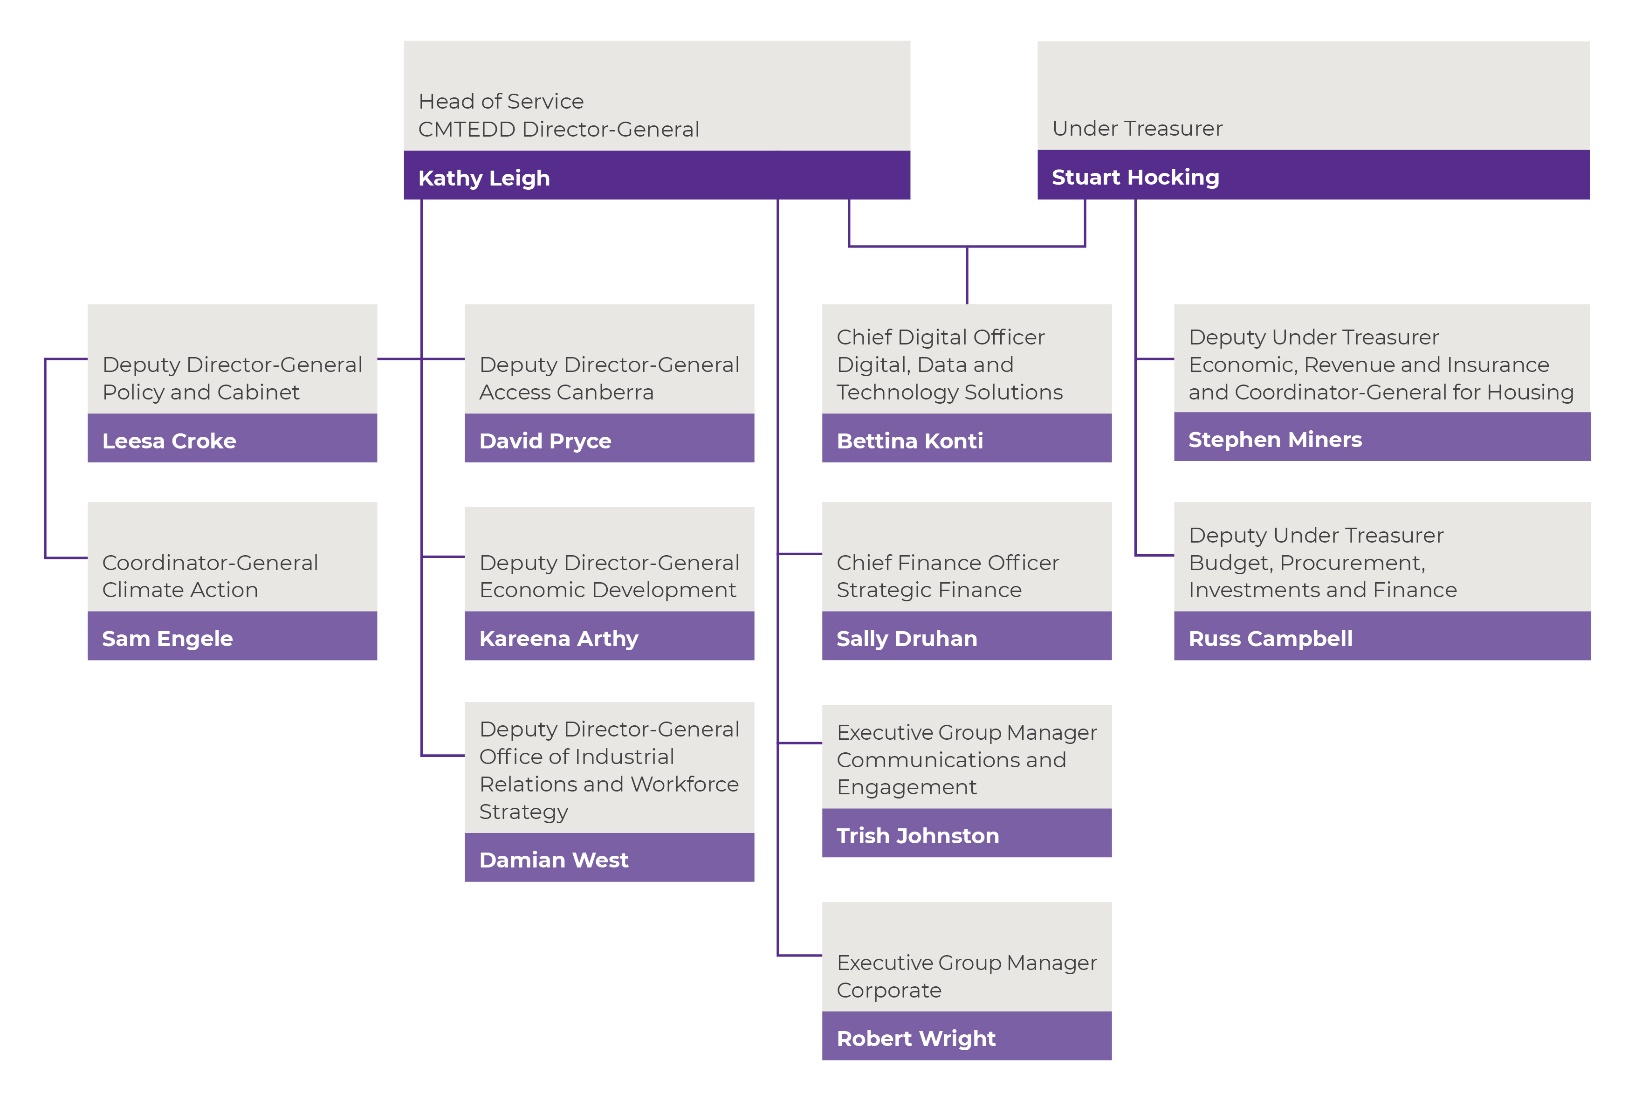 Head of Service
CMTEDD Director-General
Kathy Leigh
Under Treasurer
Stuart Hocking
Deputy Director-General
Policy and Cabinet
Leesa Croke
Deputy Director-General
Access Canberra
David Pryce
Chief Digital Officer
Digital, Data and
Technology Solutions
Bettina Konti
Deputy Under Treasurer
Economic, Revenue and Insurance
and Coordinator-General for Housing
Stephen Miners
Coordinator-General
Climate Action
Sam Engele
Deputy Director-General
Economic Development
Kareena Arthy
Chief Finance Officer
Strategic Finance
Sally Druhan
Deputy Under Treasurer
Budget, Procurement,
Investments and Finance
Russ Campbell
Deputy Director-General
Office of Industrial
Relations and Workforce
Strategy
Damian West
Executive Group Manager
Communications and
Engagement
Trish Johnston
Executive Group Manager
Corporate
Robert Wright